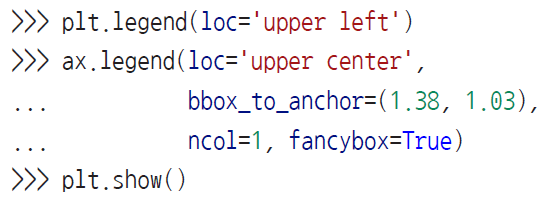 >>> plt.legend(loc='upper left')
>>> ax.legend(loc='upper center',
...           bbox_to_anchor=(1.38, 1.03),
...           ncol=1, fancybox=True)
>>> plt.show()